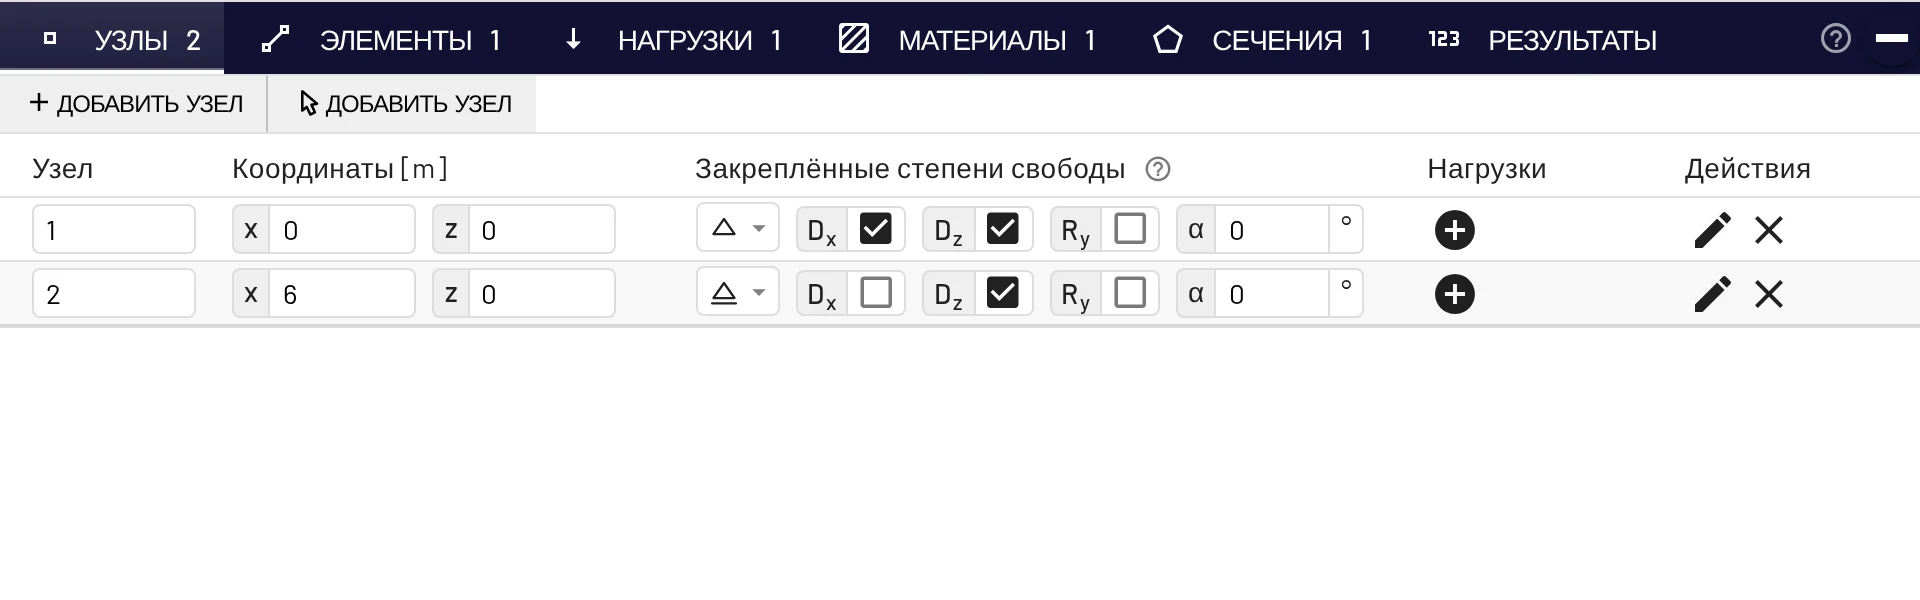 УЗЛЫ 2 ЭЛЕМЕНТЫ 1 НАГРУЗКИ 1 МАТЕРИАЛЫ 1 СЕЧЕНИЯ 1 123 РЕЗУЛЬТАТЫ ?
+ ДОБАВИТЬ УЗЕЛ ДОБАВИТЬ УЗЕЛ
Узел Координаты [m] Закреплённые степени свободы ? Нагрузки Действия
1 x 0 z 0 Dx Dz Ry α 0 °
2 x 6 z 0 Dx Dz Ry α 0 °